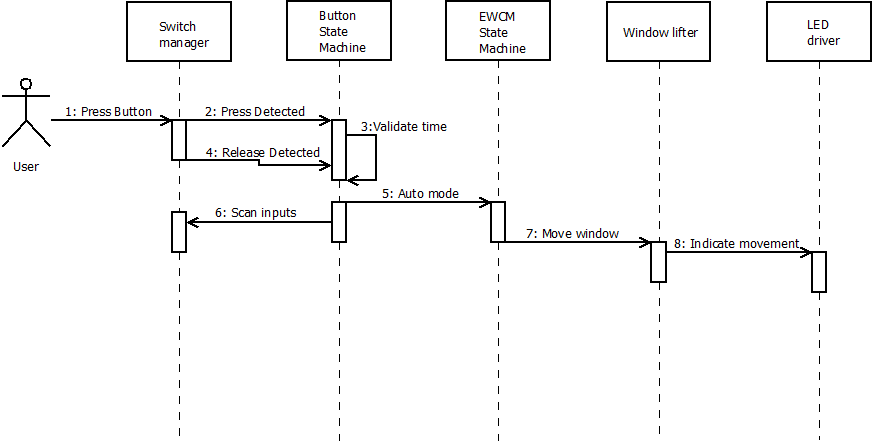 Switch
manager
Button
State
Machine
EWCM
State
Machine
Window lifter
LED
driver
1: Press Button
2: Press Detected
3:Validate time
4: Release Detected
User
5: Auto mode
6: Scan inputs
7: Move window
8: Indicate movement